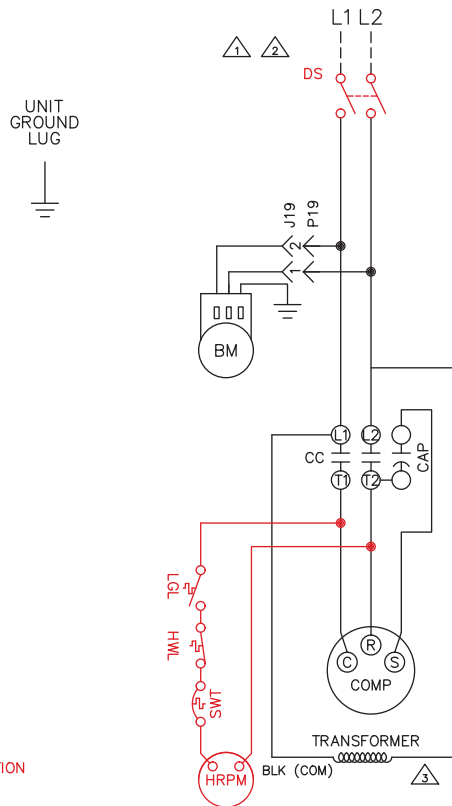 L1 L2
1 2
DS
UNIT
GROUND
LUG
J19
P19
2
1
BM
L1 L2
CC
CAP
T1 T2
LGL
HWL
SWT
R
C S
COMP
TRANSFORMER
TION
HRPM
BLK (COM)
3